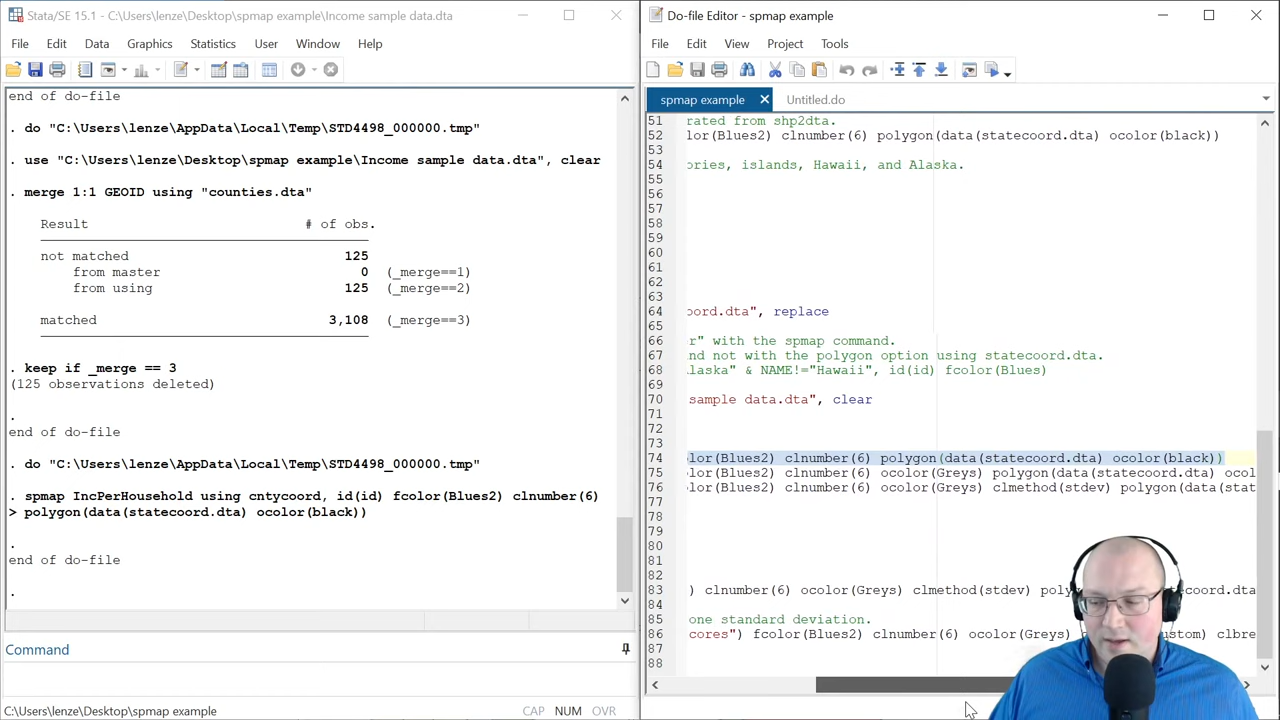 Stata/SE 15.1 - C:\Users\lenze\Desktop\spmap example\Income sample data.dta
File Edit Data Graphics Statistics User Window Help
end of do-file
. do "C:\Users\lenze\AppData\Local\Temp\STD4498_000000.tmp"
. use "C:\Users\lenze\Desktop\spmap example\Income sample data.dta", clear
. merge 1:1 GEOID using "counties.dta"
Result # of obs.
not matched 125
from master 0 (_merge==1)
from using 125 (_merge==2)
matched 3,108 (_merge==3)
. keep if _merge == 3
(125 observations deleted)
.
end of do-file
. do "C:\Users\lenze\AppData\Local\Temp\STD4498_000000.tmp"
. spmap IncPerHousehold using cntycoord, id(id) fcolor(Blues2) clnumber(6)
> polygon(data(statecoord.dta) ocolor(black))
.
end of do-file
.
Command
C:\Users\lenze\Desktop\spmap example CAP NUM OVR
Do-file Editor - spmap example
File Edit View Project Tools
spmap example Untitled.do
51 rated from shp2dta.
52 lor(Blues2) clnumber(6) polygon(data(statecoord.dta) ocolor(black))
53
54 ories, islands, Hawaii, and Alaska.
55
56
57
58
59
60
61
62
63
64 oord.dta", replace
65
66 r" with the spmap command.
67 nd not with the polygon option using statecoord.dta.
68 laska" & NAME!="Hawaii", id(id) fcolor(Blues)
69
70 sample data.dta", clear
71
72
73
74 lor(Blues2) clnumber(6) polygon(data(statecoord.dta) ocolor(black))
75 color(Blues2) clnumber(6) ocolor(Greys) polygon(data(statecoord.dta) ocol
76 lor(Blues2) clnumber(6) ocolor(Greys) clmethod(stdev) polygon(data(stat
77
78
79
80
81
82
83 ) clnumber(6) ocolor(Greys) clmethod(stdev) poly ord.dta
84
85 one standard deviation.
86 cores") fcolor(Blues2) clnumber(6) ocolor(Greys) ustom) clbre
87
88